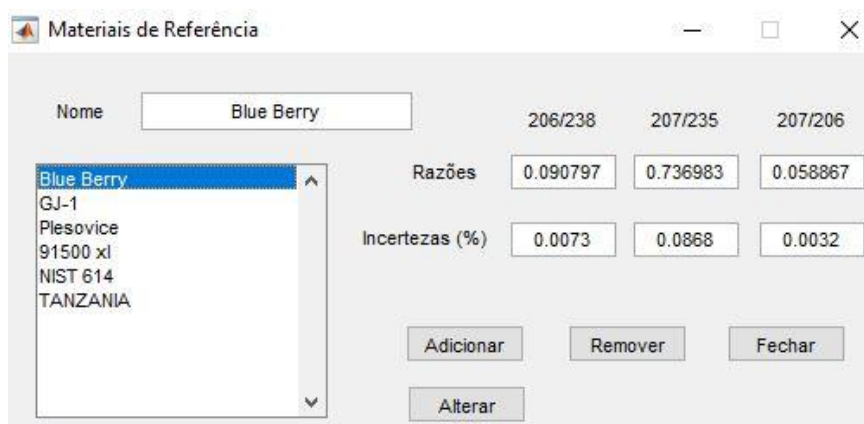 Materiais de Referência
Nome Blue Berry
206/238 207/235 207/206
Razões 0.090797 0.736983 0.058867
Incertezas (%) 0.0073 0.0868 0.0032
Blue Berry
GJ-1
Plesovice
91500 xl
NIST 614
TANZANIA
Adicionar Remover Fechar
Alterar